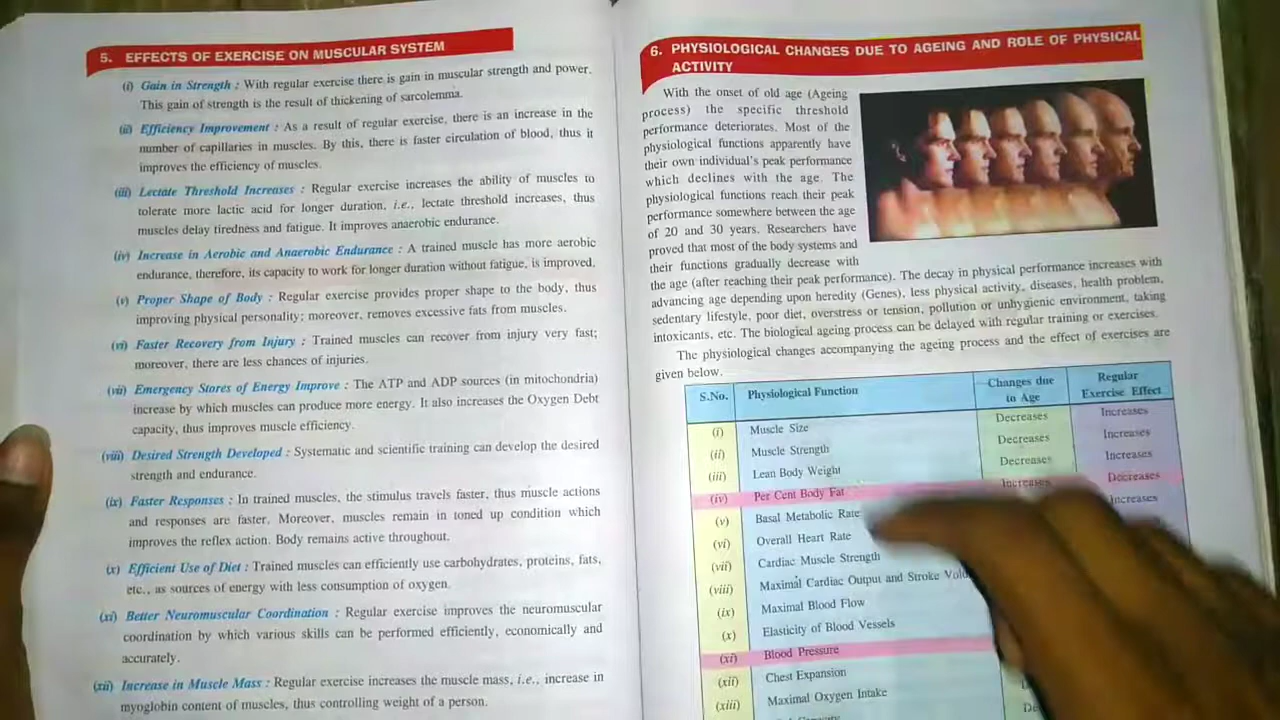 5. EFFECTS OF EXERCISE ON MUSCULAR SYSTEM
(i) Gain in Strength : With regular exercise there is gain in muscular strength and power.
This gain of strength is the result of thickening of sarcolemma.
(ii) Efficiency Improvement : As a result of regular exercise, there is an increase in the
number of capillaries in muscles. By this, there is faster circulation of blood, thus it
improves the efficiency of muscles.
(iii) Lectate Threshold Increases : Regular exercise increases the ability of muscles to
tolerate more lactic acid for longer duration, i.e., lectate threshold increases, thus
muscles delay tiredness and fatigue. It improves anaerobic endurance.
(iv) Increase in Aerobic and Anaerobic Endurance : A trained muscle has more aerobic
endurance, therefore, its capacity to work for longer duration without fatigue, is improved.
(v) Proper Shape of Body : Regular exercise provides proper shape to the body, thus
improving physical personality; moreover, removes excessive fats from muscles.
(vi) Faster Recovery from Injury : Trained muscles can recover from injury very fast;
moreover, there are less chances of injuries.
(vii) Emergency Stores of Energy Improve : The ATP and ADP sources (in mitochondria)
increase by which muscles can produce more energy. It also increases the Oxygen Debt
capacity, thus improves muscle efficiency.
(viii) Desired Strength Developed : Systematic and scientific training can develop the desired
strength and endurance.
(ix) Faster Responses : In trained muscles, the stimulus travels faster, thus muscle actions
and responses are faster. Moreover, muscles remain in toned up condition which
improves the reflex action. Body remains active throughout.
(x) Efficient Use of Diet : Trained muscles can efficiently use carbohydrates, proteins, fats,
etc., as sources of energy with less consumption of oxygen.
(xi) Better Neuromuscular Coordination : Regular exercise improves the neuromuscular
coordination by which various skills can be performed efficiently, economically and
accurately.
(xii) Increase in Muscle Mass : Regular exercise increases the muscle mass, i.e., increase in
myoglobin content of muscles, thus controlling weight of a person.
6. PHYSIOLOGICAL CHANGES DUE TO AGEING AND ROLE OF PHYSICAL
ACTIVITY
With the onset of old age (Ageing
process) the specific threshold
performance deteriorates. Most of the
physiological functions apparently have
their own individual's peak performance
which declines with the age. The
physiological functions reach their peak
performance somewhere between the age
of 20 and 30 years. Researchers have
proved that most of the body systems and
their functions gradually decrease with
the age (after reaching their peak performance). The decay in physical performance increases with
advancing age depending upon heredity (Genes), less physical activity, diseases, health problem,
sedentary lifestyle, poor diet, overstress or tension, pollution or unhygienic environment, taking
intoxicants, etc. The biological ageing process can be delayed with regular training or exercises.
The physiological changes accompanying the ageing process and the effect of exercises are
given below.
S.No. Physiological Function Changes due to Age Regular Exercise Effect
(i) Muscle Size Decreases Increases
(ii) Muscle Strength Decreases Increases
(iii) Lean Body Weight Decreases Increases
(iv) Per Cent Body Fat Increases Decreases
(v) Basal Metabolic Rate Increases
(vi) Overall Heart Rate
(vii) Cardiac Muscle Strength
(viii) Maximal Cardiac Output and Stroke
(ix) Maximal Blood Flow
(x) Elasticity of Blood Vessels
(xi) Blood Pressure
(xii) Chest Expansion
(xiii) Maximal Oxygen Intake